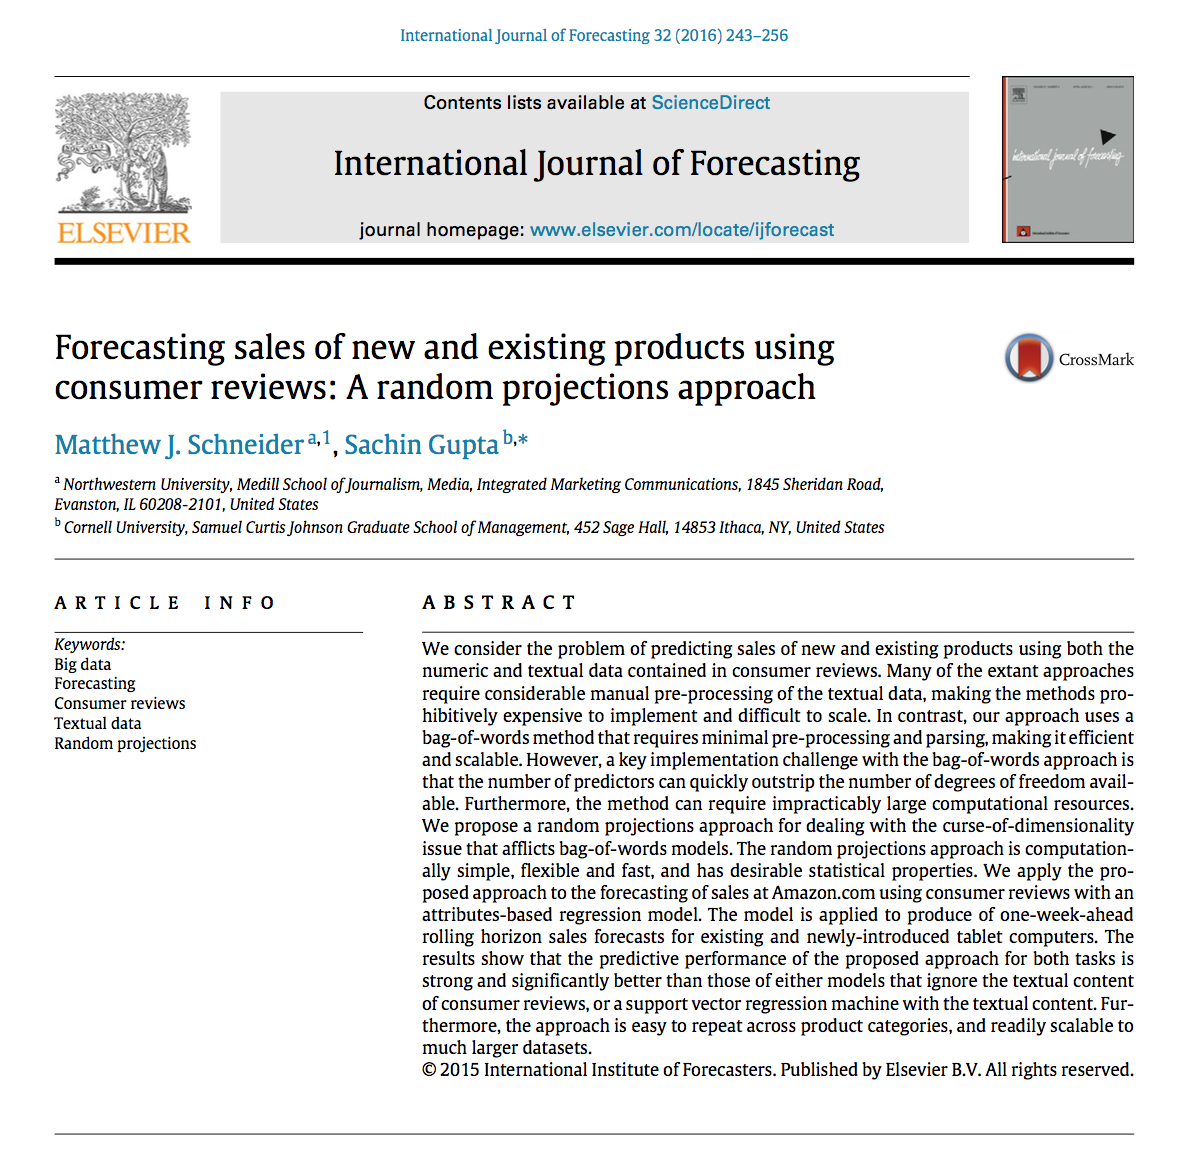 International Journal of Forecasting 32 (2016) 243–256
Contents lists available at ScienceDirect
International Journal of Forecasting
journal homepage: www.elsevier.com/locate/ijforecast
ELSEVIER
international journal of forecasting
Forecasting sales of new and existing products using
consumer reviews: A random projections approach
CrossMark
Matthew J. Schneider a,1, Sachin Gupta b,*
a Northwestern University, Medill School of Journalism, Media, Integrated Marketing Communications, 1845 Sheridan Road,
Evanston, IL 60208-2101, United States
b Cornell University, Samuel Curtis Johnson Graduate School of Management, 452 Sage Hall, 14853 Ithaca, NY, United States
ARTICLE INFO
Keywords:
Big data
Forecasting
Consumer reviews
Textual data
Random projections
ABSTRACT
We consider the problem of predicting sales of new and existing products using both the
numeric and textual data contained in consumer reviews. Many of the extant approaches
require considerable manual pre-processing of the textual data, making the methods pro-
hibitively expensive to implement and difficult to scale. In contrast, our approach uses a
bag-of-words method that requires minimal pre-processing and parsing, making it efficient
and scalable. However, a key implementation challenge with the bag-of-words approach is
that the number of predictors can quickly outstrip the number of degrees of freedom avail-
able. Furthermore, the method can require impracticably large computational resources.
We propose a random projections approach for dealing with the curse-of-dimensionality
issue that afflicts bag-of-words models. The random projections approach is computation-
ally simple, flexible and fast, and has desirable statistical properties. We apply the pro-
posed approach to the forecasting of sales at Amazon.com using consumer reviews with an
attributes-based regression model. The model is applied to produce of one-week-ahead
rolling horizon sales forecasts for existing and newly-introduced tablet computers. The
results show that the predictive performance of the proposed approach for both tasks is
strong and significantly better than those of either models that ignore the textual content
of consumer reviews, or a support vector regression machine with the textual content. Fur-
thermore, the approach is easy to repeat across product categories, and readily scalable to
much larger datasets.
© 2015 International Institute of Forecasters. Published by Elsevier B.V. All rights reserved.